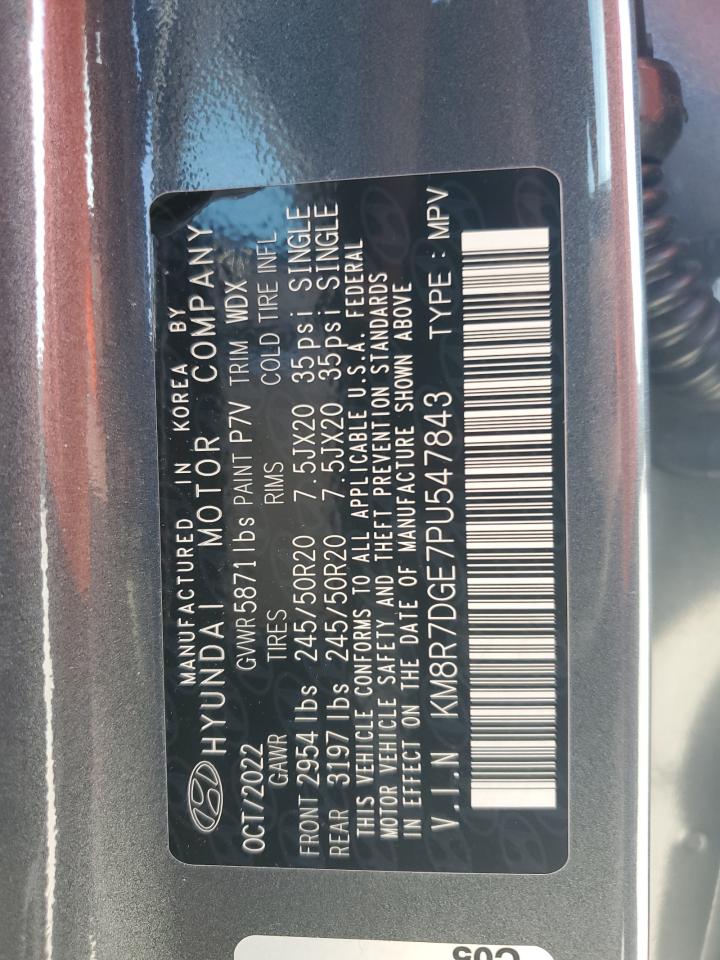 MANUFACTURED IN KOREA BY
HYUNDAI MOTOR COMPANY
OCT/2022 GVWR5871lbs PAINT P7V TRIM WDX
GAWR TIRES RIMS COLD TIRE INFL
FRONT 2954 lbs 245/50R20 7.5JX20 35psi SINGLE
REAR 3197 lbs 245/50R20 7.5JX20 35psi SINGLE
THIS VEHICLE CONFORMS TO ALL APPLICABLE U.S.A. FEDERAL
MOTOR VEHICLE SAFETY AND THEFT PREVENTION STANDARDS
IN EFFECT ON THE DATE OF MANUFACTURE SHOWN ABOVE
V.I.N KM8R7DGE7PU547843 TYPE : MPV